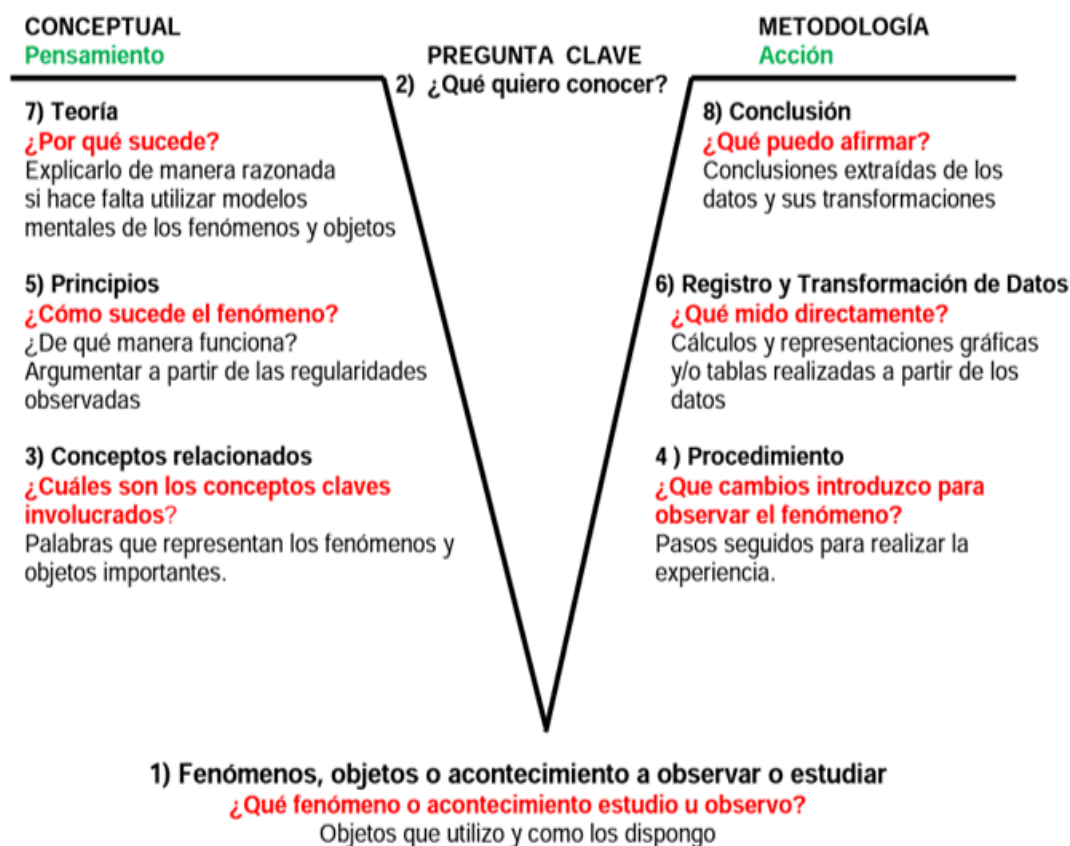 CONCEPTUAL
Pensamiento
PREGUNTA CLAVE
2) ¿Qué quiero conocer?
METODOLOGÍA
Acción
7) Teoría
¿Por qué sucede?
Explicarlo de manera razonada
si hace falta utilizar modelos
mentales de los fenómenos y objetos
5) Principios
¿Cómo sucede el fenómeno?
¿De qué manera funciona?
Argumentar a partir de las regularidades
observadas
3) Conceptos relacionados
¿Cuáles son los conceptos claves
involucrados?
Palabras que representan los fenómenos y
objetos importantes.
8) Conclusión
¿Qué puedo afirmar?
Conclusiones extraídas de los
datos y sus transformaciones
6) Registro y Transformación de Datos
¿Qué mido directamente?
Cálculos y representaciones gráficas
y/o tablas realizadas a partir de los
datos
4 ) Procedimiento
¿Que cambios introduzco para
observar el fenómeno?
Pasos seguidos para realizar la
experiencia.
1) Fenómenos, objetos o acontecimiento a observar o estudiar
¿Qué fenómeno o acontecimiento estudio u observo?
Objetos que utilizo y como los dispongo